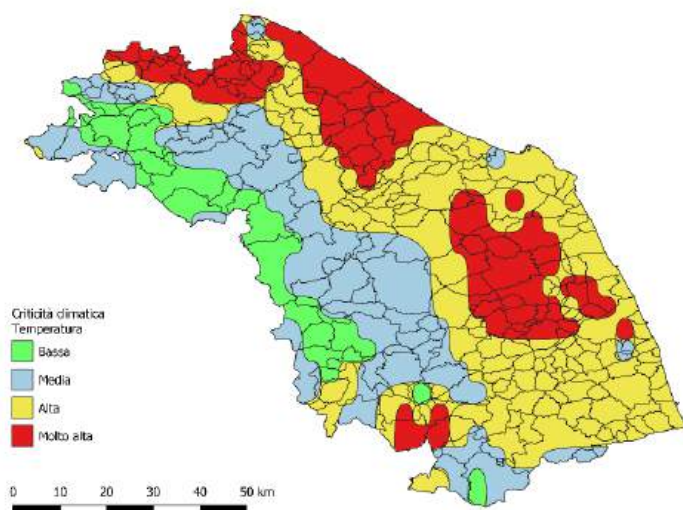 Criticità climatica
Temperatura
Bassa
Media
Alta
Molto alta
0 10 20 30 40 50 km